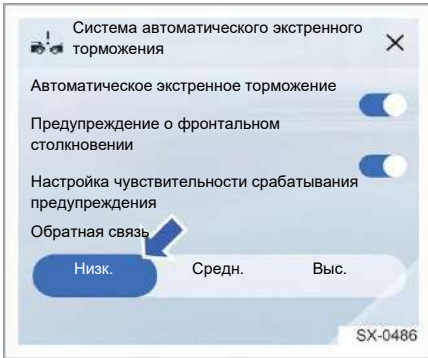 Система автоматического экстренного
торможения
Автоматическое экстренное торможение
Предупреждение о фронтальном
столкновении
Настройка чувствительности срабатывания
предупреждения
Обратная связь
Низк. Средн. Выс.
SX-0486